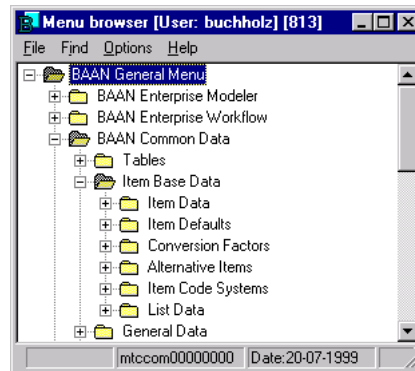 Menu browser [User: buchholz] [813]
File Find Options Help
BAAN General Menu
BAAN Enterprise Modeler
BAAN Enterprise Workflow
BAAN Common Data
Tables
Item Base Data
Item Data
Item Defaults
Conversion Factors
Alternative Items
Item Code Systems
List Data
General Data
mtccom00000000 Date:20-07-1999